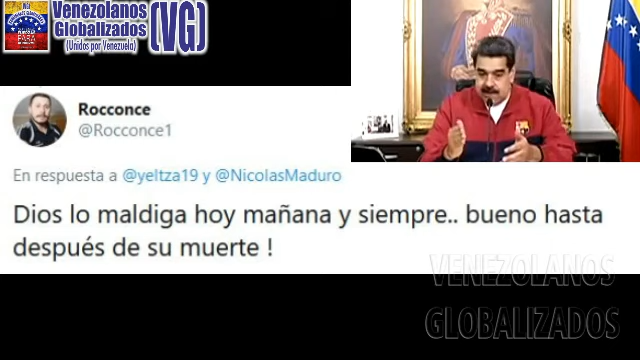 Venezolanos
Globalizados
(Unidos por Venezuela)
(VG)
Rocconce
@Rocconce1
En respuesta a @yeltza19 y @NicolasMaduro
Dios lo maldiga hoy mañana y siempre.. bueno hasta
después de su muerte !
VENEZOLANOS
GLOBALIZADOS